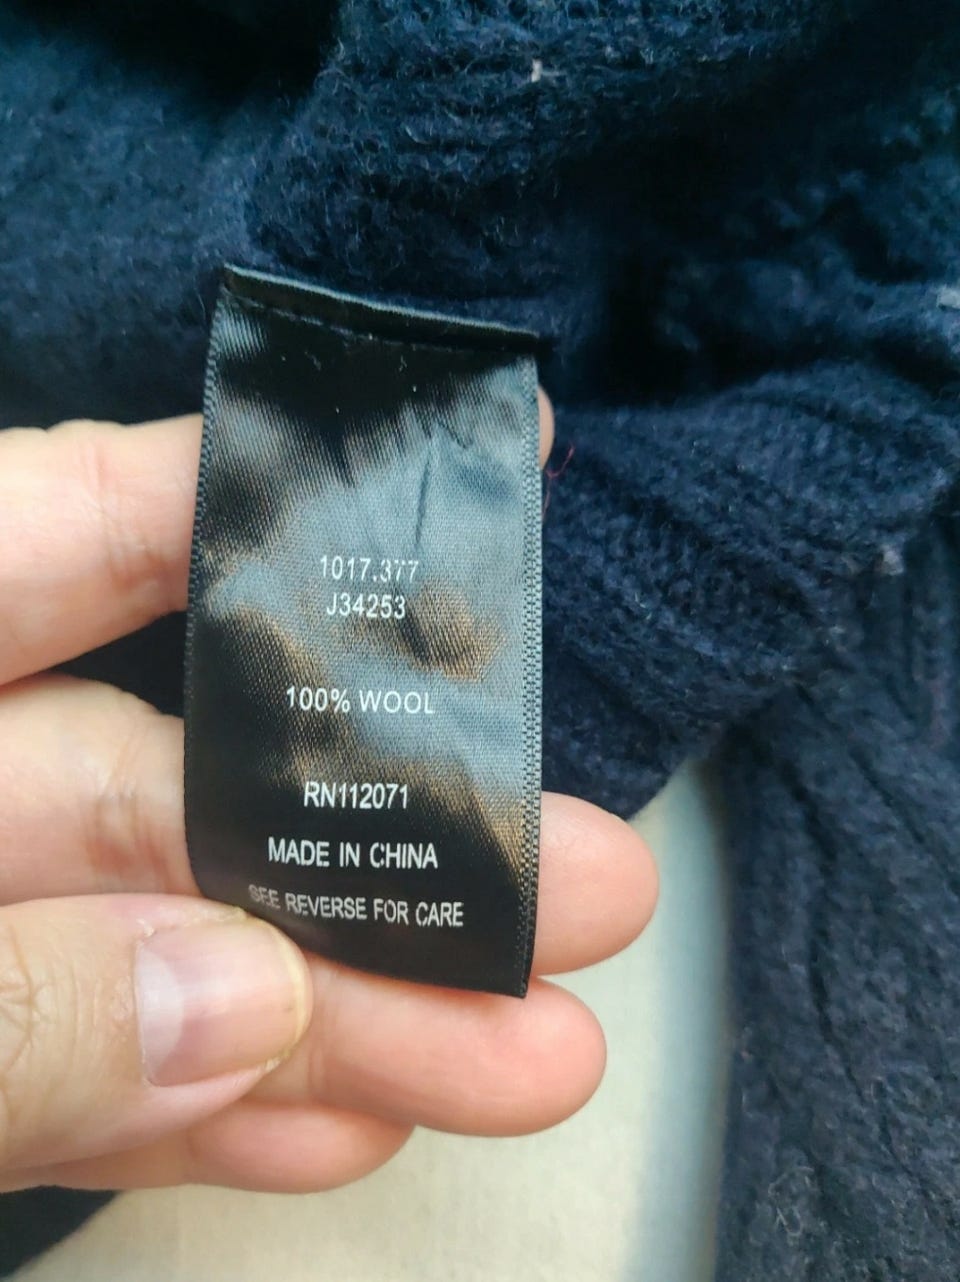 1017.377
J34253
100% WOOL
RN112071
MADE IN CHINA
SEE REVERSE FOR CARE